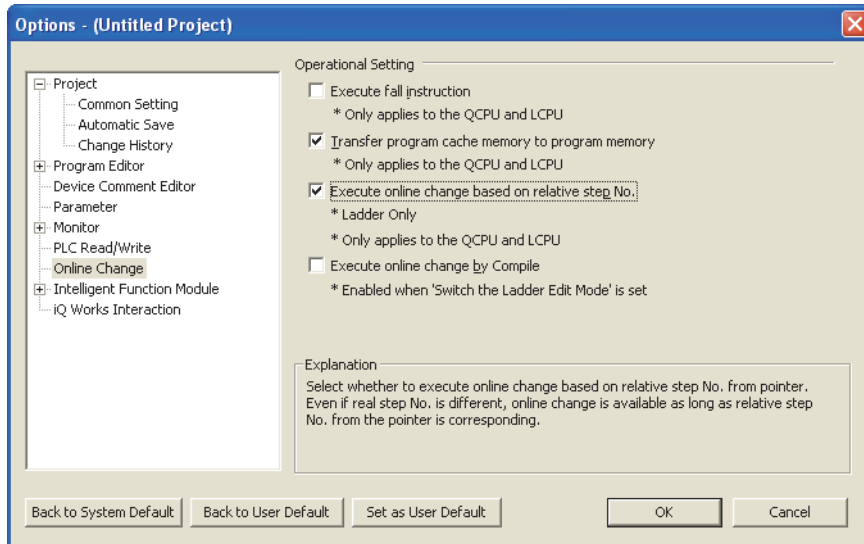 Options - (Untitled Project)
Project
Common Setting
Automatic Save
Change History
Program Editor
Device Comment Editor
Parameter
Monitor
PLC Read/Write
Online Change
Intelligent Function Module
iQ Works Interaction
Operational Setting
Execute fall instruction
* Only applies to the QCPU and LCPU
Transfer program cache memory to program memory
* Only applies to the QCPU and LCPU
Execute online change based on relative step No.
* Ladder Only
* Only applies to the QCPU and LCPU
Execute online change by Compile
* Enabled when 'Switch the Ladder Edit Mode' is set
Explanation
Select whether to execute online change based on relative step No. from pointer.
Even if real step No. is different, online change is available as long as relative step
No. from the pointer is corresponding.
Back to System Default
Back to User Default
Set as User Default
OK
Cancel